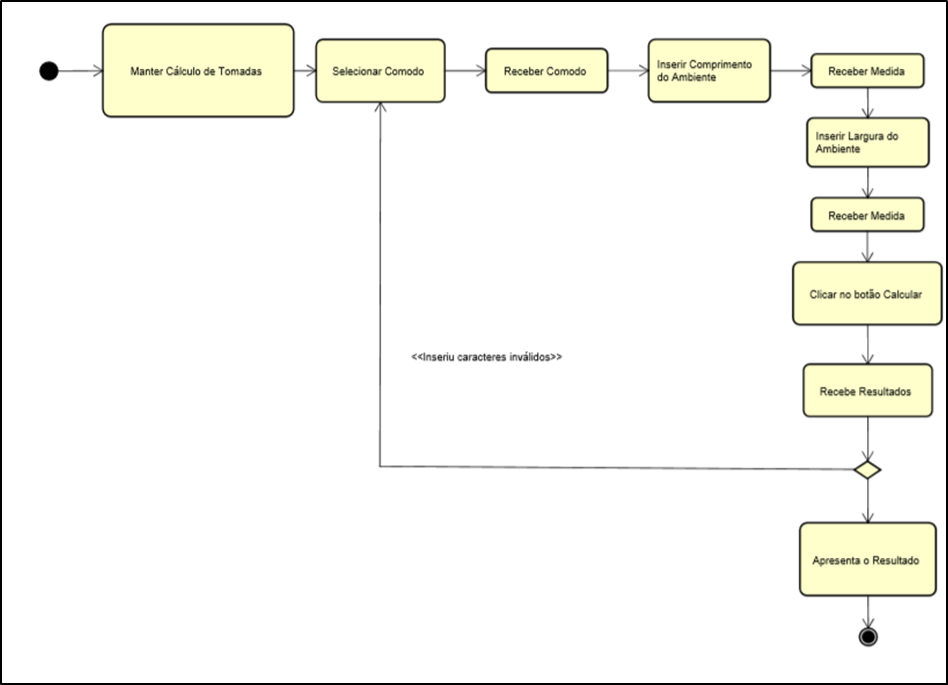 Manter Cálculo de Tomadas
Selecionar Comodo
Receber Comodo
Inserir Comprimento
do Ambiente
Receber Medida
Inserir Largura do
Ambiente
Receber Medida
Clicar no botão Calcular
Recebe Resultados
<<Inseriu caracteres inválidos>>
Apresenta o Resultado